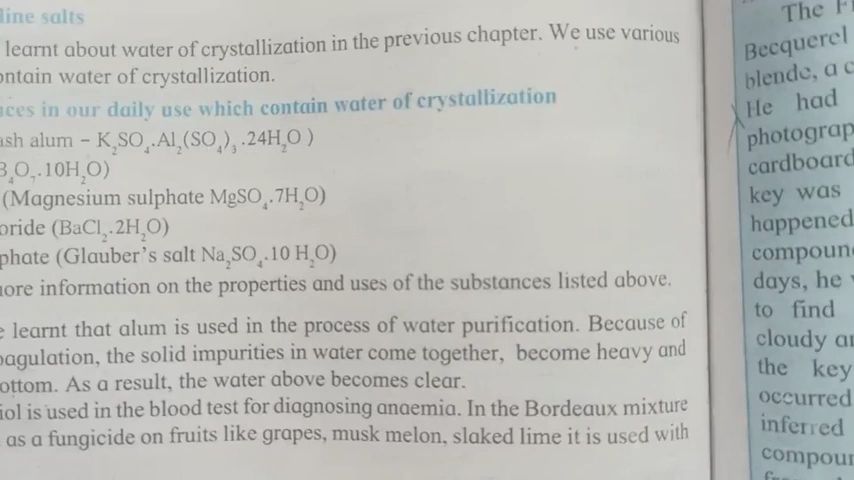 line salts
learnt about water of crystallization in the previous chapter. We use various
ontain water of crystallization.
nces in our daily use which contain water of crystallization
ash alum – K₂SO₄.Al₂(SO₄)₃ .24H₂O )
B₄O₇.10H₂O)
(Magnesium sulphate MgSO₄.7H₂O)
oride (BaCl₂.2H₂O)
phate (Glauber's salt Na₂SO₄.10 H₂O)
nore information on the properties and uses of the substances listed above.
e learnt that alum is used in the process of water purification. Because of
oagulation, the solid impurities in water come together, become heavy and
ottom. As a result, the water above becomes clear.
iol is used in the blood test for diagnosing anaemia. In the Bordeaux mixture
as a fungicide on fruits like grapes, musk melon, slaked lime it is used with
The F
Becquerel
blende, a c
He had
photograp
cardboard
key was
happened
compoun
days, he
to find
cloudy a
the key
occurred
inferred
compoun